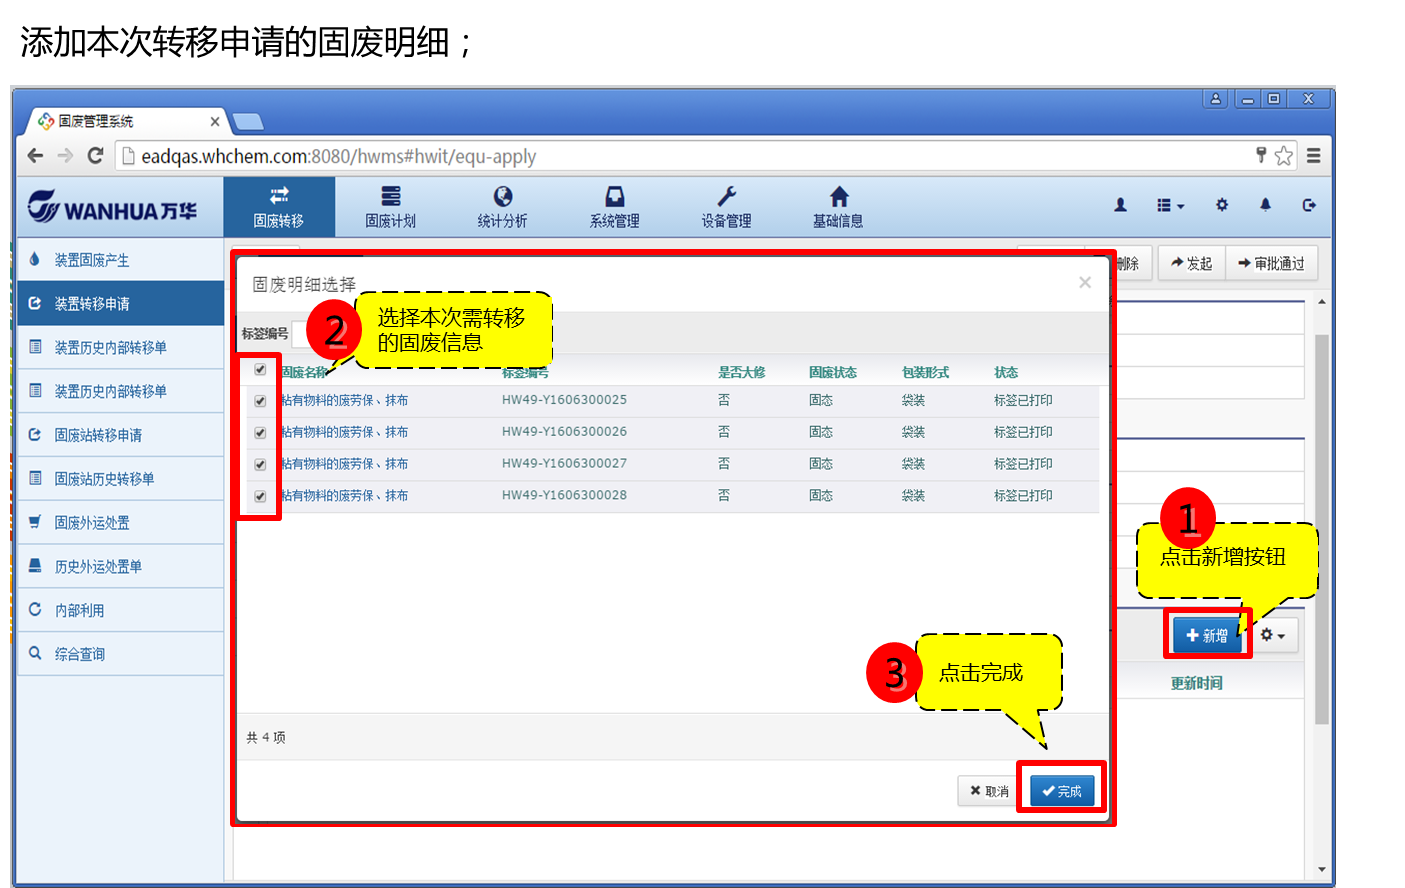 添加本次转移申请的固废明细；
固废管理系统
eadqas.whchem.com:8080/hwms#hwit/equ-apply
WANHUA万华
固废转移
固废计划
统计分析
系统管理
设备管理
基础信息
装置固废产生
装置转移申请
装置历史内部转移单
装置历史内部转移单
固废站转移申请
固废站历史转移单
固废外运处置
历史外运处置单
内部利用
综合查询
删除
发起
审批通过
固废明细选择
标签编号
2
选择本次需转移
的固废信息
固废名称 标签编号 是否大修 固废状态 包装形式 状态
粘有物料的废劳保、抹布 HW49-Y1606300025 否 固态 袋装 标签已打印
粘有物料的废劳保、抹布 HW49-Y1606300026 否 固态 袋装 标签已打印
粘有物料的废劳保、抹布 HW49-Y1606300027 否 固态 袋装 标签已打印
粘有物料的废劳保、抹布 HW49-Y1606300028 否 固态 袋装 标签已打印
1
点击新增按钮
新增
更新时间
3
点击完成
共 4 项
取消
完成